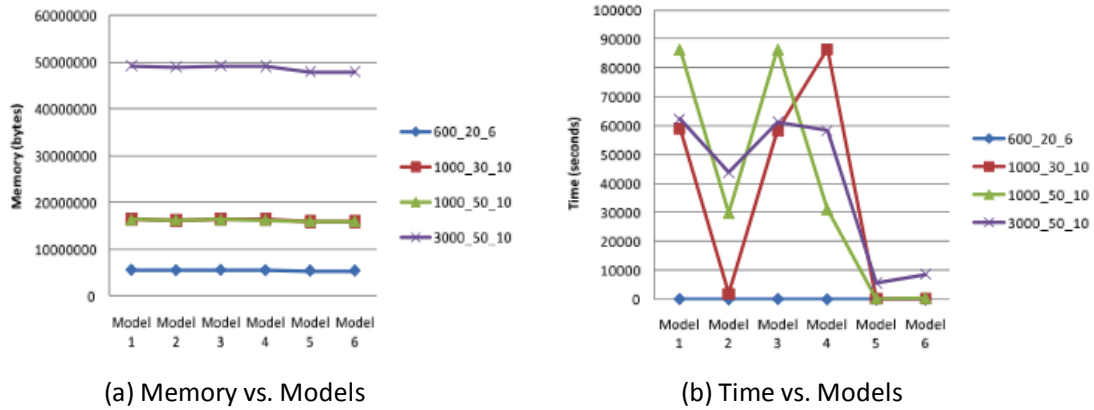 60000000
50000000
40000000
30000000
20000000
10000000
0
Memory (bytes)
Model 1
Model 2
Model 3
Model 4
Model 5
Model 6
600_20_6
1000_30_10
1000_50_10
3000_50_10
(a) Memory vs. Models
100000
90000
80000
70000
60000
50000
40000
30000
20000
10000
0
Time (seconds)
Model 1
Model 2
Model 3
Model 4
Model 5
Model 6
600_20_6
1000_30_10
1000_50_10
3000_50_10
(b) Time vs. Models